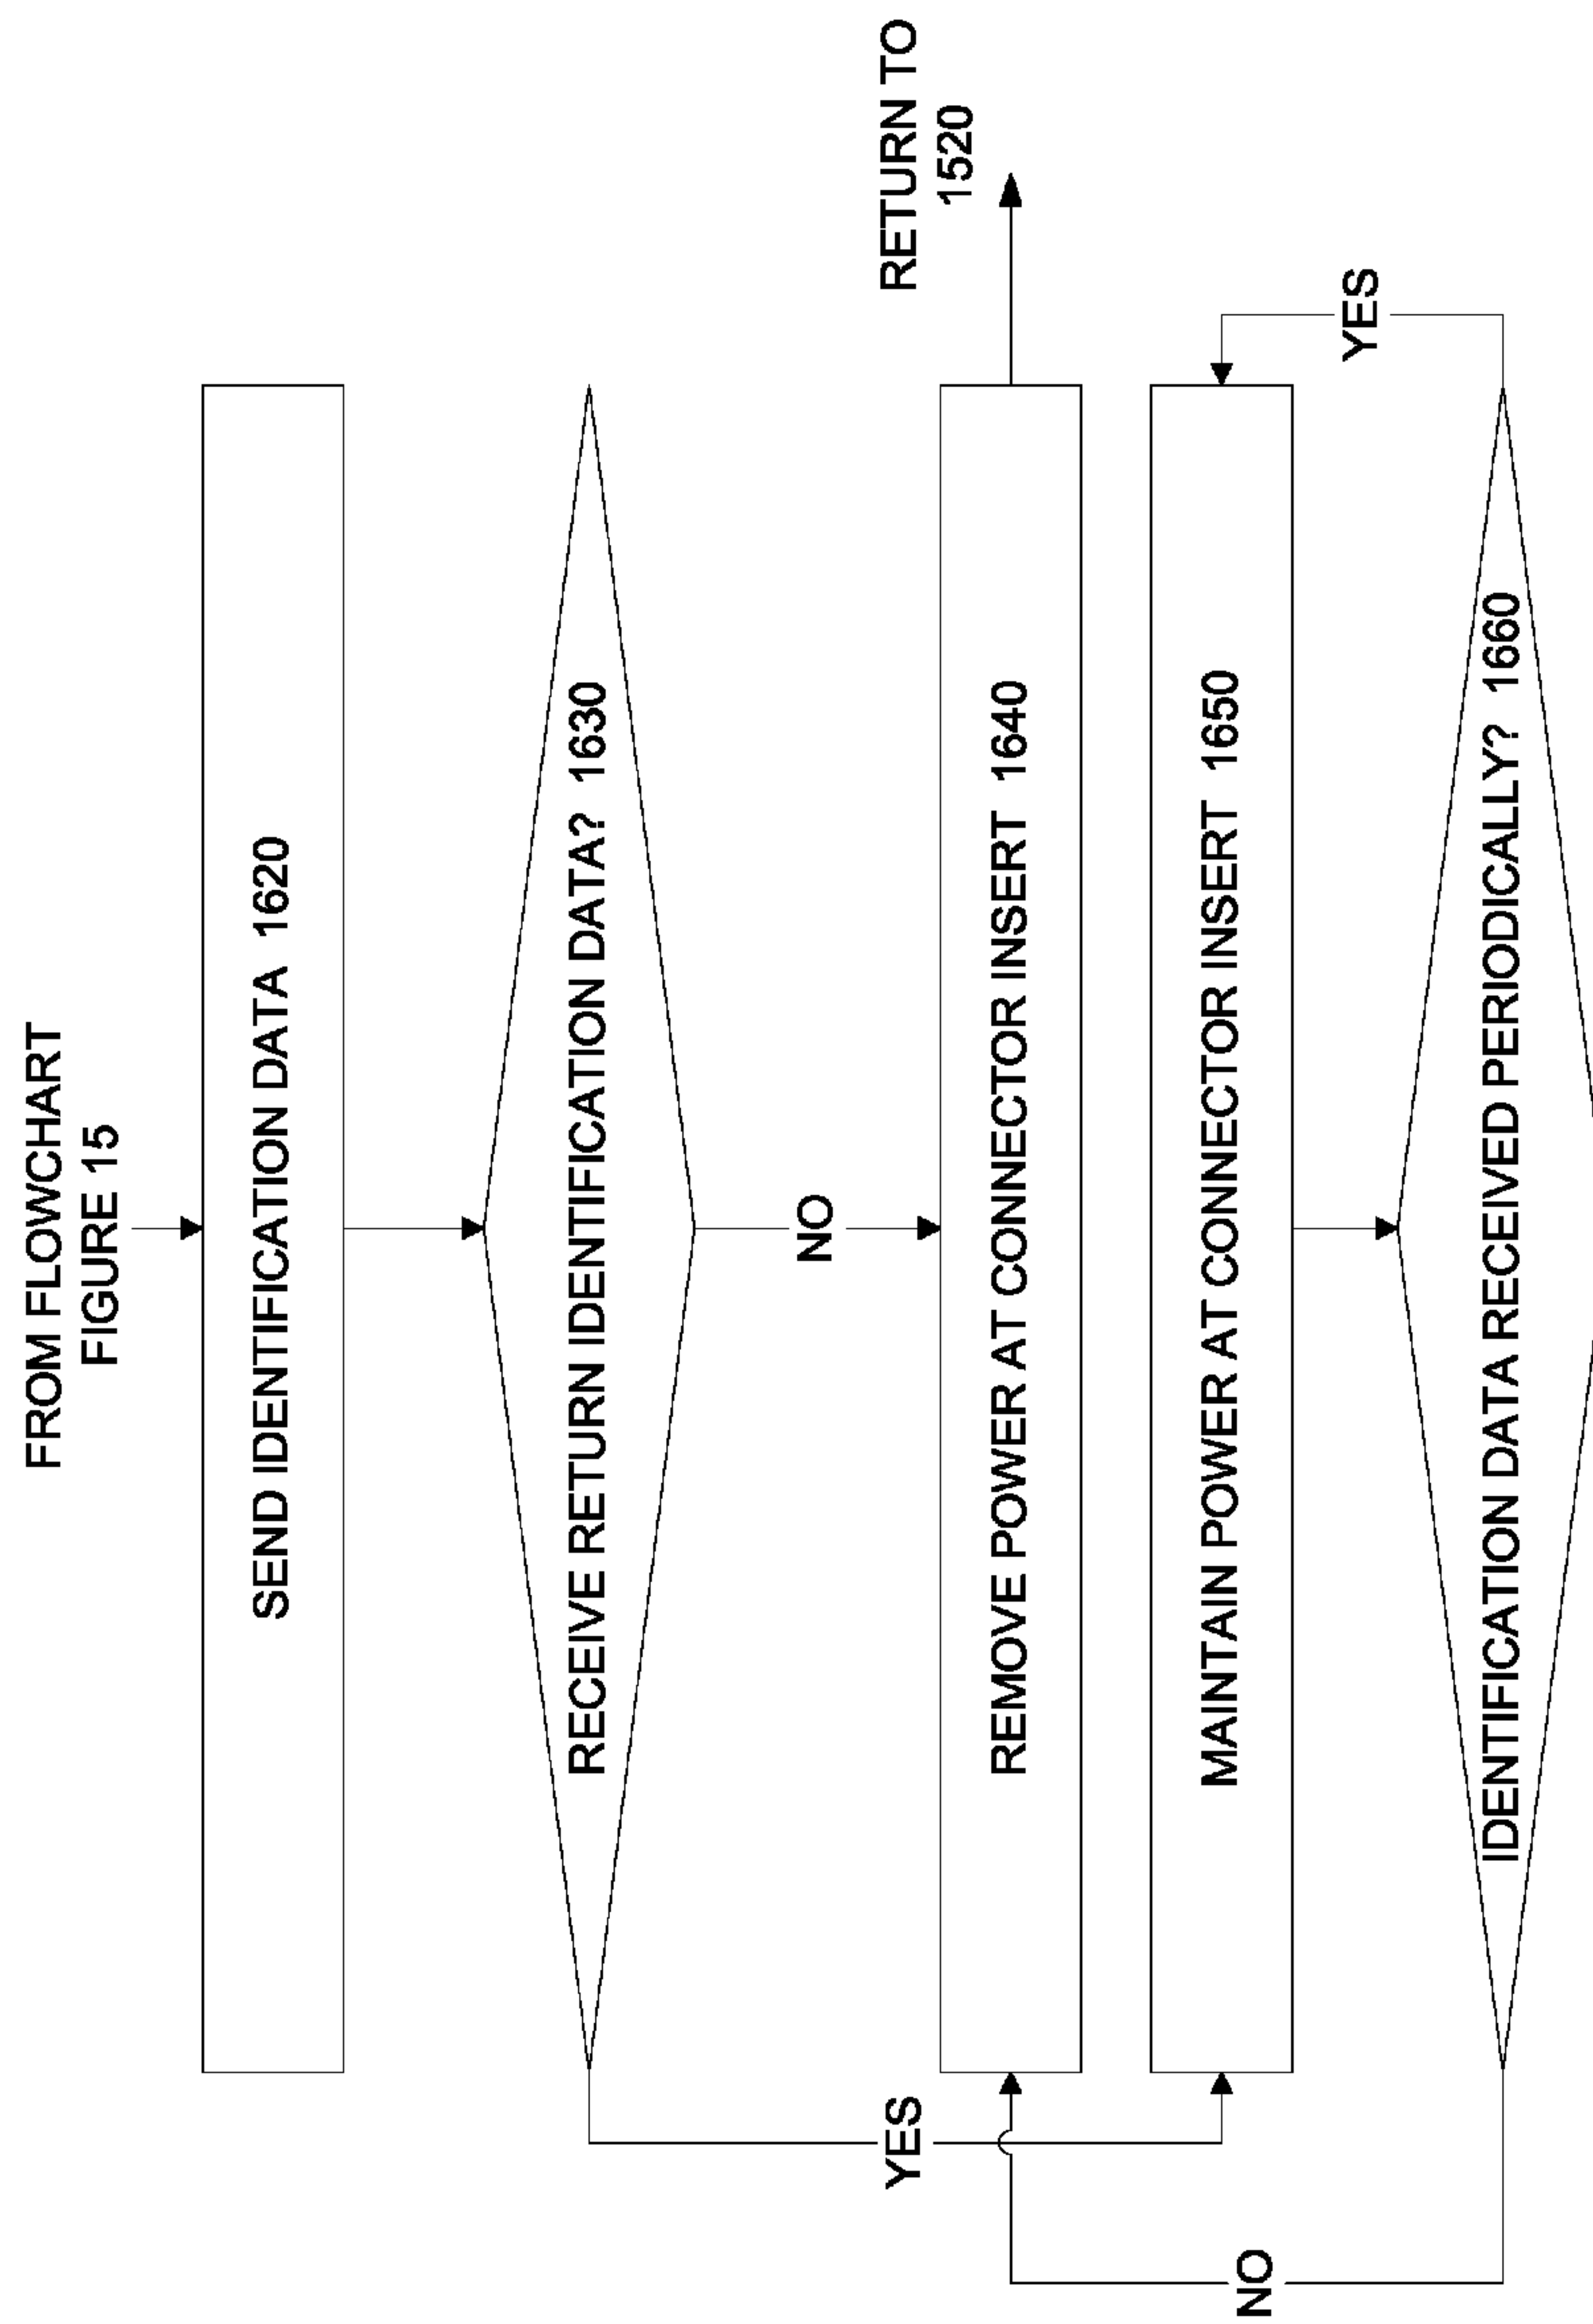 FROM FLOWCHART
FIGURE 15
SEND IDENTIFICATION DATA 1620
RECEIVE RETURN IDENTIFICATION DATA? 1630
NO
YES
RETURN TO
1520
REMOVE POWER AT CONNECTOR INSERT 1640
MAINTAIN POWER AT CONNECTOR INSERT 1650
NO
YES
IDENTIFICATION DATA RECEIVED PERIODICALLY? 1660